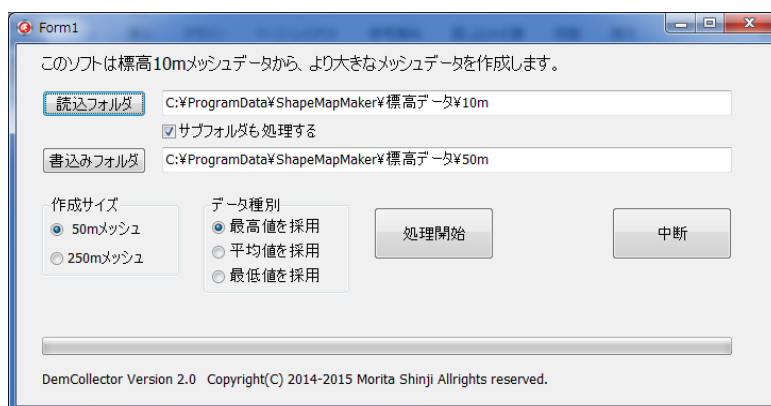 Form1
このソフトは標高10mメッシュデータから、より大きなメッシュデータを作成します。
読込フォルダ
C:¥ProgramData¥ShapeMapMaker¥標高データ¥10m
サブフォルダも処理する
書込みフォルダ
C:¥ProgramData¥ShapeMapMaker¥標高データ¥50m
作成サイズ
50mメッシュ
250mメッシュ
データ種別
最高値を採用
平均値を採用
最低値を採用
処理開始
中断
DemCollector Version 2.0 Copyright(C) 2014-2015 Morita Shinji Allrights reserved.